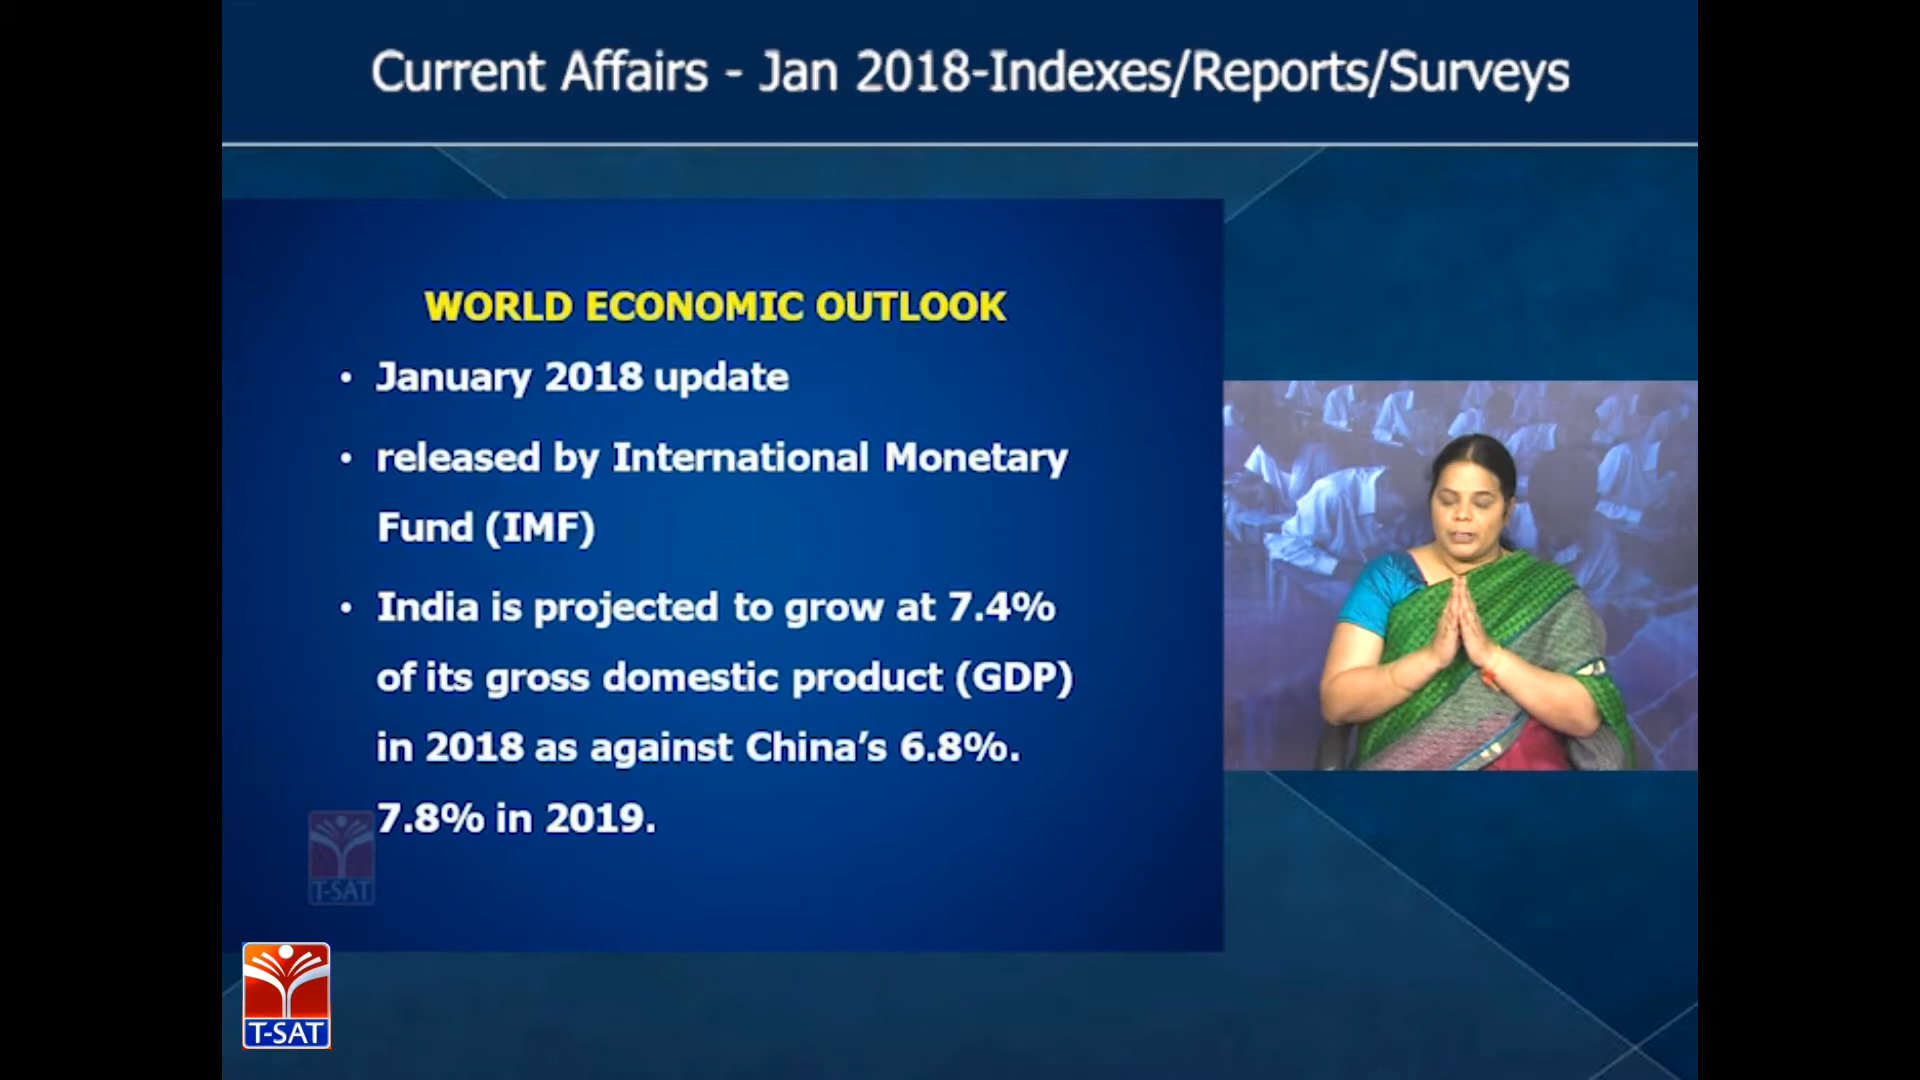 Current Affairs - Jan 2018-Indexes/Reports/Surveys
WORLD ECONOMIC OUTLOOK
• January 2018 update
• released by International Monetary
Fund (IMF)
• India is projected to grow at 7.4%
of its gross domestic product (GDP)
in 2018 as against China’s 6.8%.
7.8% in 2019.
T-SAT
T-SAT